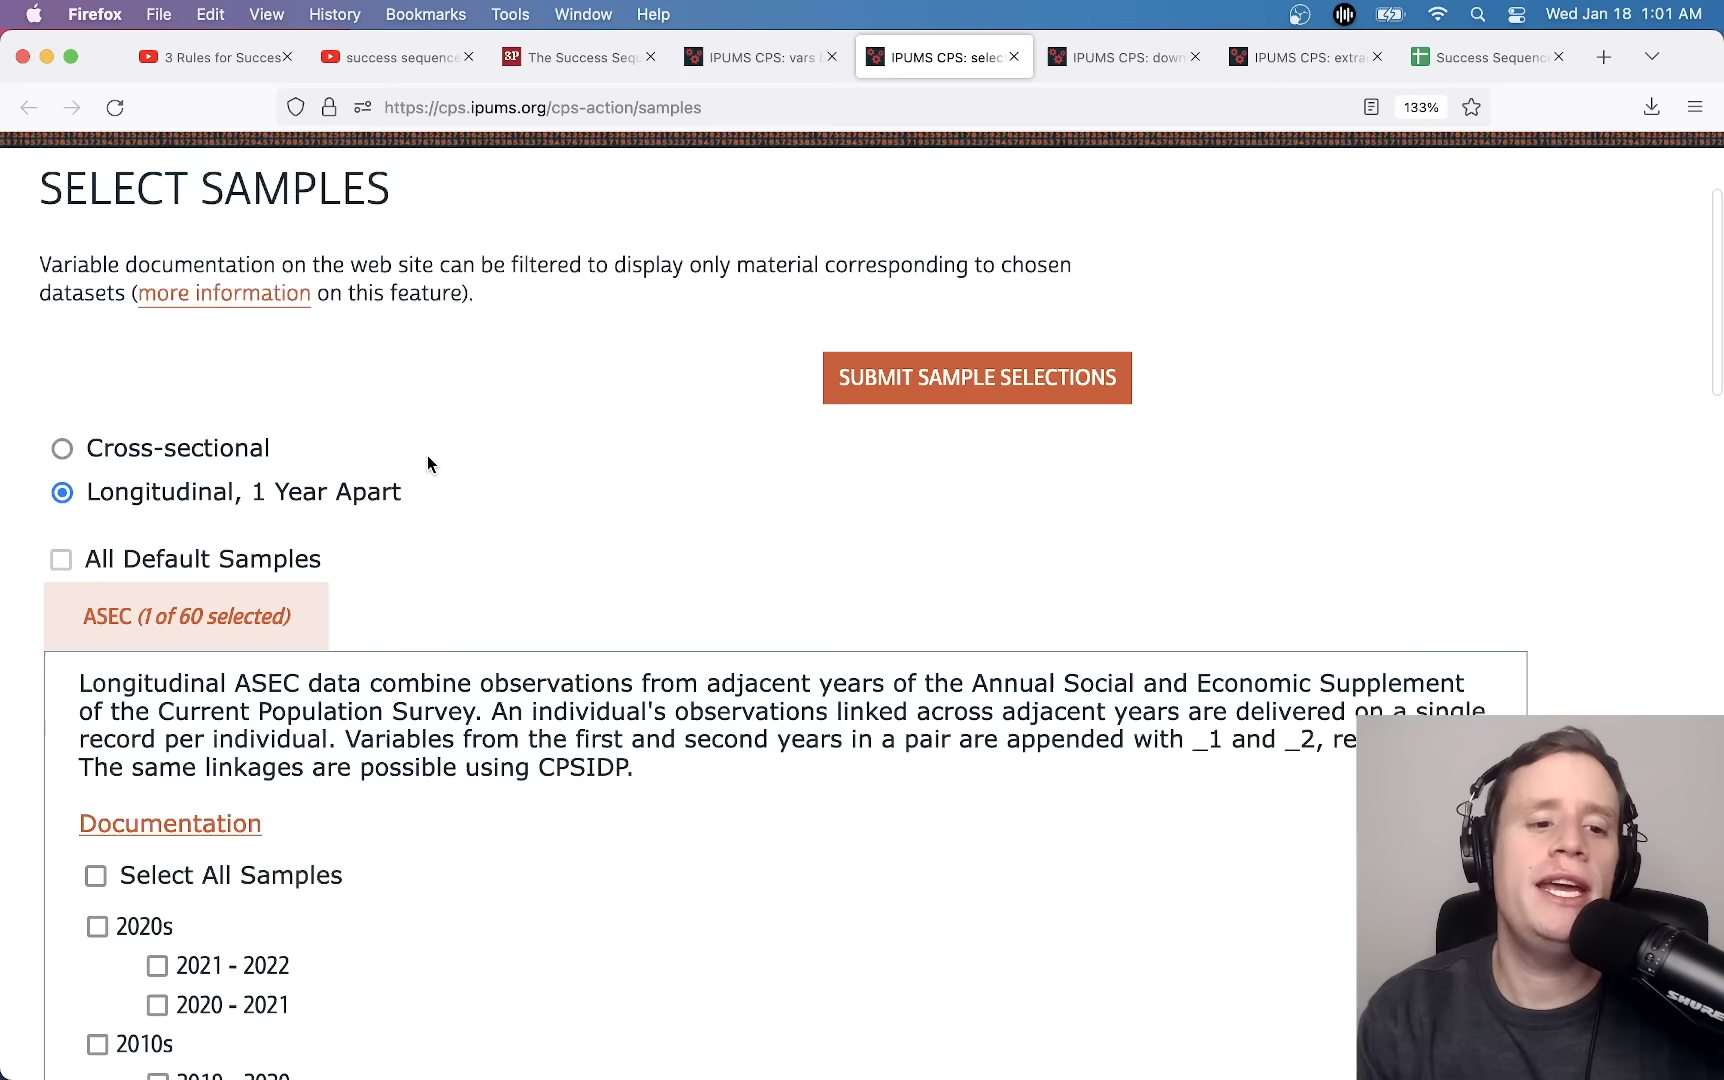 Firefox File Edit View History Bookmarks Tools Window Help Wed Jan 18 1:01 AM
3 Rules for Succes success sequence 3P The Success Sequ IPUMS CPS: vars IPUMS CPS: selec IPUMS CPS: down IPUMS CPS: extra Success Sequenc
https://cps.ipums.org/cps-action/samples 133%
SELECT SAMPLES
Variable documentation on the web site can be filtered to display only material corresponding to chosen
datasets (more information on this feature).
SUBMIT SAMPLE SELECTIONS
Cross-sectional
Longitudinal, 1 Year Apart
All Default Samples
ASEC (1 of 60 selected)
Longitudinal ASEC data combine observations from adjacent years of the Annual Social and Economic Supplement
of the Current Population Survey. An individual's observations linked across adjacent years are delivered on a single
record per individual. Variables from the first and second years in a pair are appended with _1 and _2, re
The same linkages are possible using CPSIDP.
Documentation
Select All Samples
2020s
2021 - 2022
2020 - 2021
2010s
2019 - 2020
SHURE